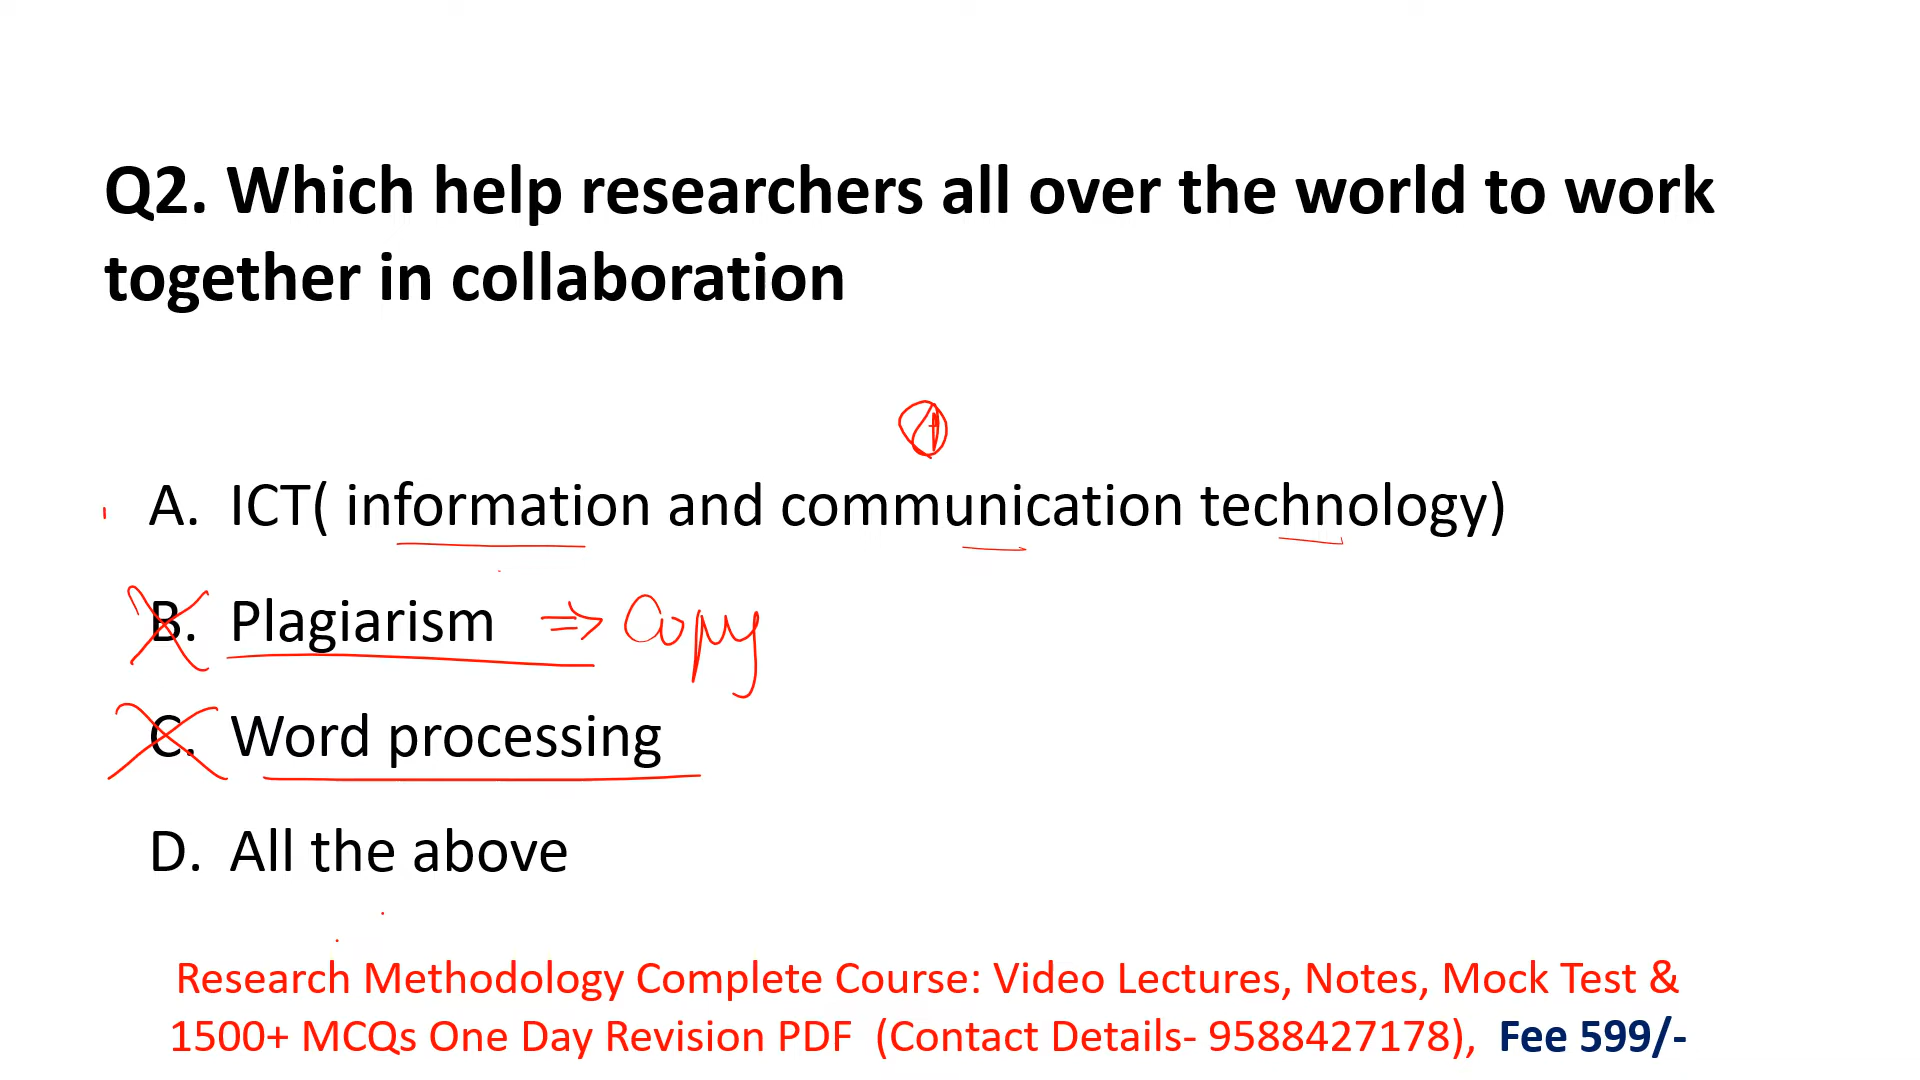 Q2. Which help researchers all over the world to work
together in collaboration
A
A. ICT( information and communication technology)
B. Plagiarism ⇒ Copy
C. Word processing
D. All the above
Research Methodology Complete Course: Video Lectures, Notes, Mock Test &
1500+ MCQs One Day Revision PDF (Contact Details- 9588427178), Fee 599/-